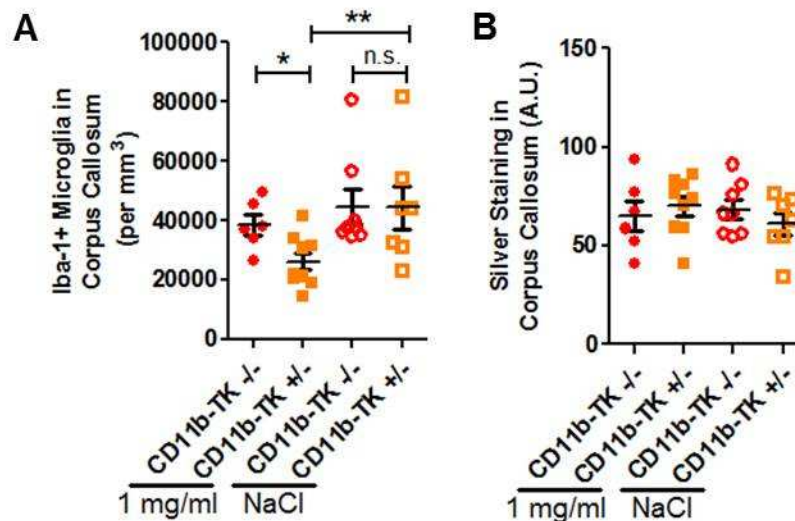 A
Iba-1+ Microglia in
Corpus Callosum
(per mm³)
100000
80000
60000
40000
20000
0
*
**
n.s.
CD11b-TK -/-
CD11b-TK +/-
CD11b-TK -/-
CD11b-TK +/-
1 mg/ml
NaCl
B
Silver Staining in
Corpus Callosum (A.U.)
150
100
50
0
CD11b-TK -/-
CD11b-TK +/-
CD11b-TK -/-
CD11b-TK +/-
1 mg/ml
NaCl